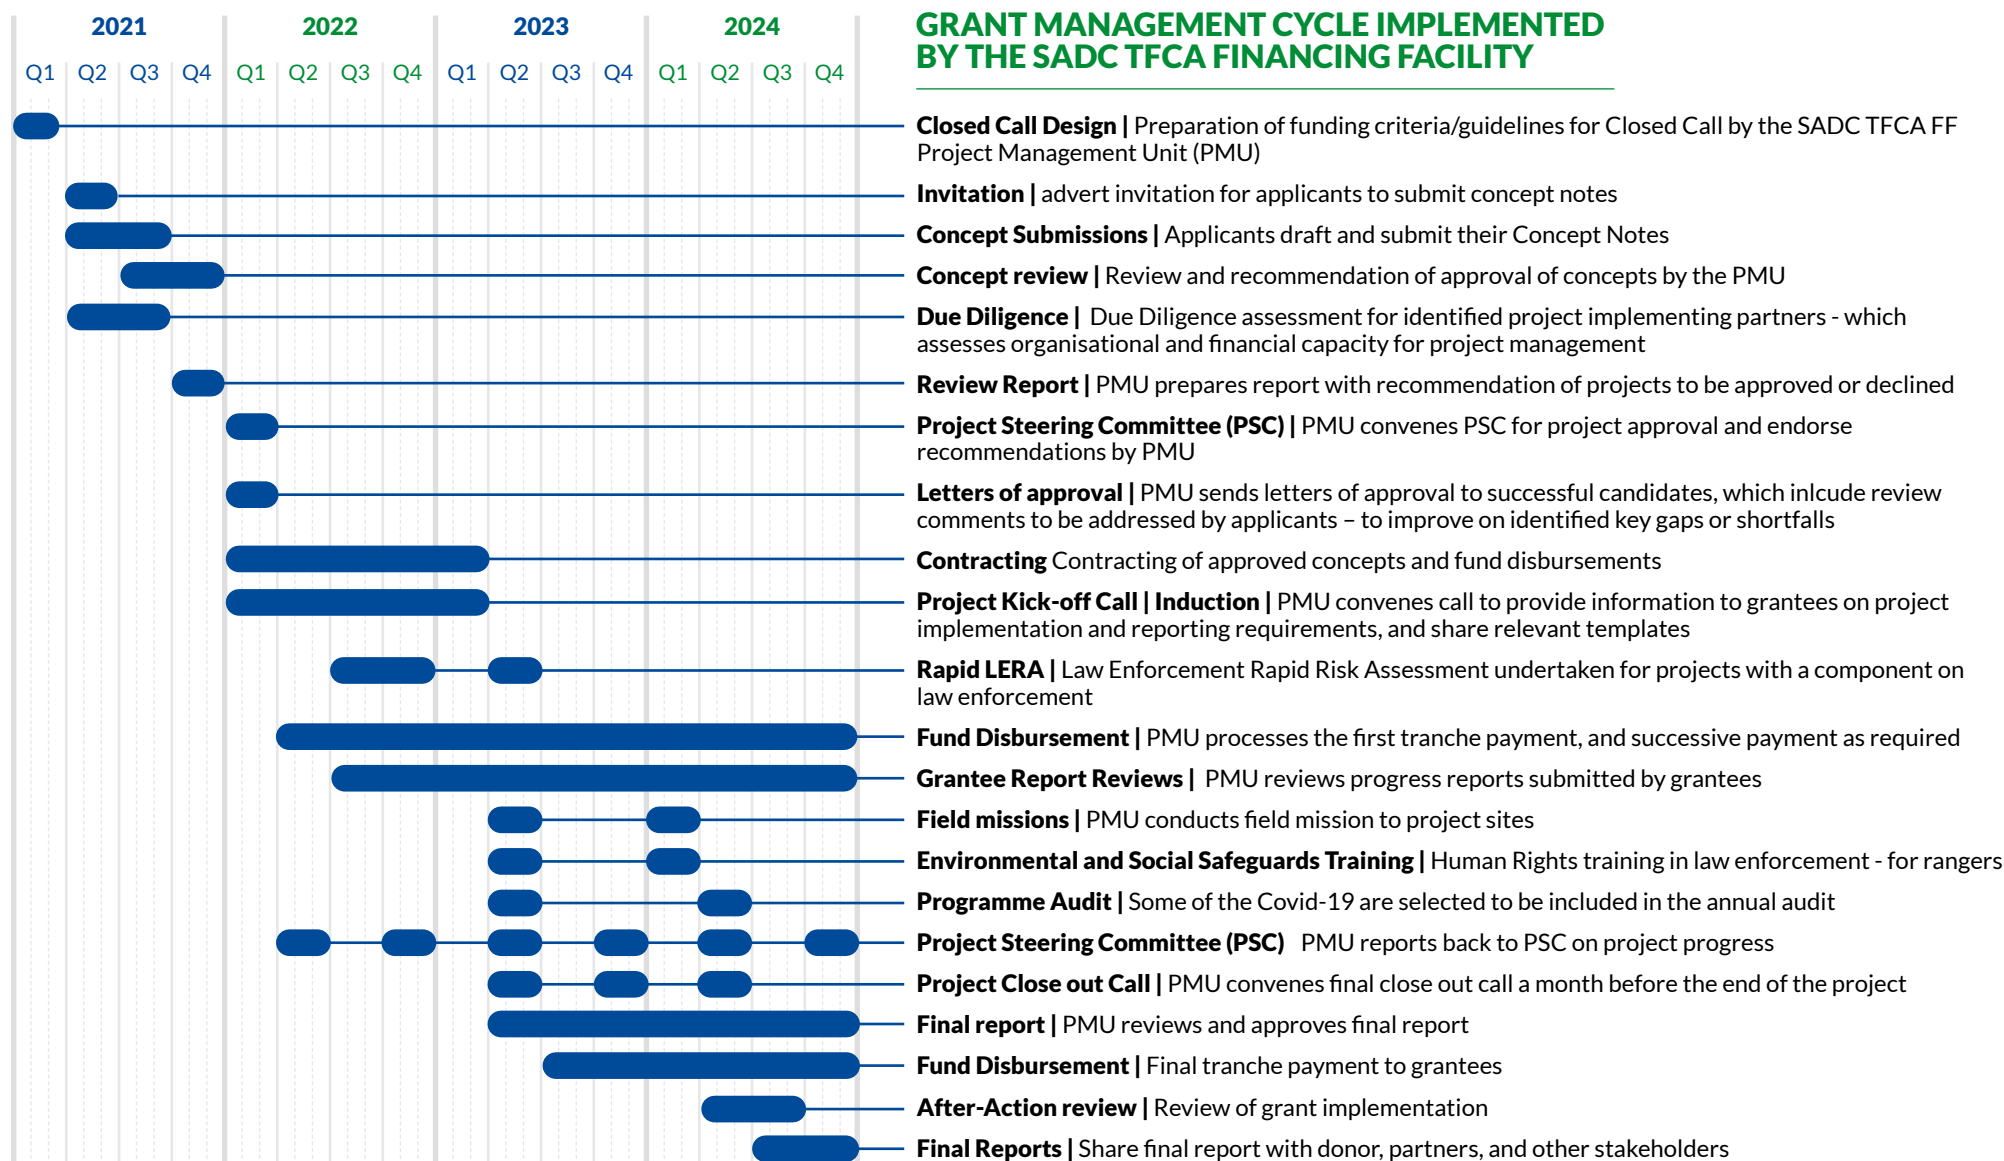 2021 2022 2023 2024
Q1 Q2 Q3 Q4 Q1 Q2 Q3 Q4 Q1 Q2 Q3 Q4 Q1 Q2 Q3 Q4
GRANT MANAGEMENT CYCLE IMPLEMENTED
BY THE SADC TFCA FINANCING FACILITY
Closed Call Design | Preparation of funding criteria/guidelines for Closed Call by the SADC TFCA FF
Project Management Unit (PMU)
Invitation | advert invitation for applicants to submit concept notes
Concept Submissions | Applicants draft and submit their Concept Notes
Concept review | Review and recommendation of approval of concepts by the PMU
Due Diligence | Due Diligence assessment for identified project implementing partners - which
assesses organisational and financial capacity for project management
Review Report | PMU prepares report with recommendation of projects to be approved or declined
Project Steering Committee (PSC) | PMU convenes PSC for project approval and endorse
recommendations by PMU
Letters of approval | PMU sends letters of approval to successful candidates, which inlcude review
comments to be addressed by applicants – to improve on identified key gaps or shortfalls
Contracting Contracting of approved concepts and fund disbursements
Project Kick-off Call | Induction | PMU convenes call to provide information to grantees on project
implementation and reporting requirements, and share relevant templates
Rapid LERA | Law Enforcement Rapid Risk Assessment undertaken for projects with a component on
law enforcement
Fund Disbursement | PMU processes the first tranche payment, and successive payment as required
Grantee Report Reviews | PMU reviews progress reports submitted by grantees
Field missions | PMU conducts field mission to project sites
Environmental and Social Safeguards Training | Human Rights training in law enforcement - for rangers
Programme Audit | Some of the Covid-19 are selected to be included in the annual audit
Project Steering Committee (PSC) PMU reports back to PSC on project progress
Project Close out Call | PMU convenes final close out call a month before the end of the project
Final report | PMU reviews and approves final report
Fund Disbursement | Final tranche payment to grantees
After-Action review | Review of grant implementation
Final Reports | Share final report with donor, partners, and other stakeholders